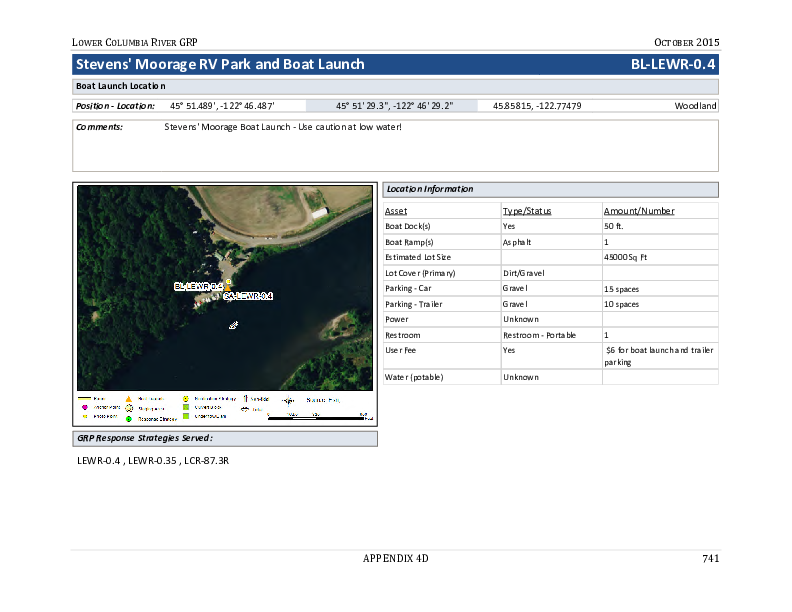 LOWER COLUMBIA RIVER GRP OCTOBER 2015
Stevens' Moorage RV Park and Boat Launch BL-LEWR-0.4
Boat Launch Location
Position - Location: 45° 51.489', -122° 46.487' 45° 51' 29.3", -122° 46' 29.2" 45.85815, -122.77479 Woodland
Comments: Stevens' Moorage Boat Launch - Use caution at low water!
Location Information
Asset Type/Status Amount/Number
Boat Dock(s) Yes 50 ft.
Boat Ramp(s) Asphalt 1
Estimated Lot Size 45000 Sq Ft
Lot Cover (Primary) Dirt/Gravel
Parking - Car Gravel 15 spaces
Parking - Trailer Gravel 10 spaces
Power Unknown
Restroom Restroom - Portable 1
User Fee Yes $6 for boat launch and trailer
parking
Water (potable) Unknown
BL-LEWR-0.4
SA-LEWR-0.4
Anchor Point
Response Strategy
GRP Response Strategies Served:
LEWR-0.4 , LEWR-0.35 , LCR-87.3R
APPENDIX 4D 741